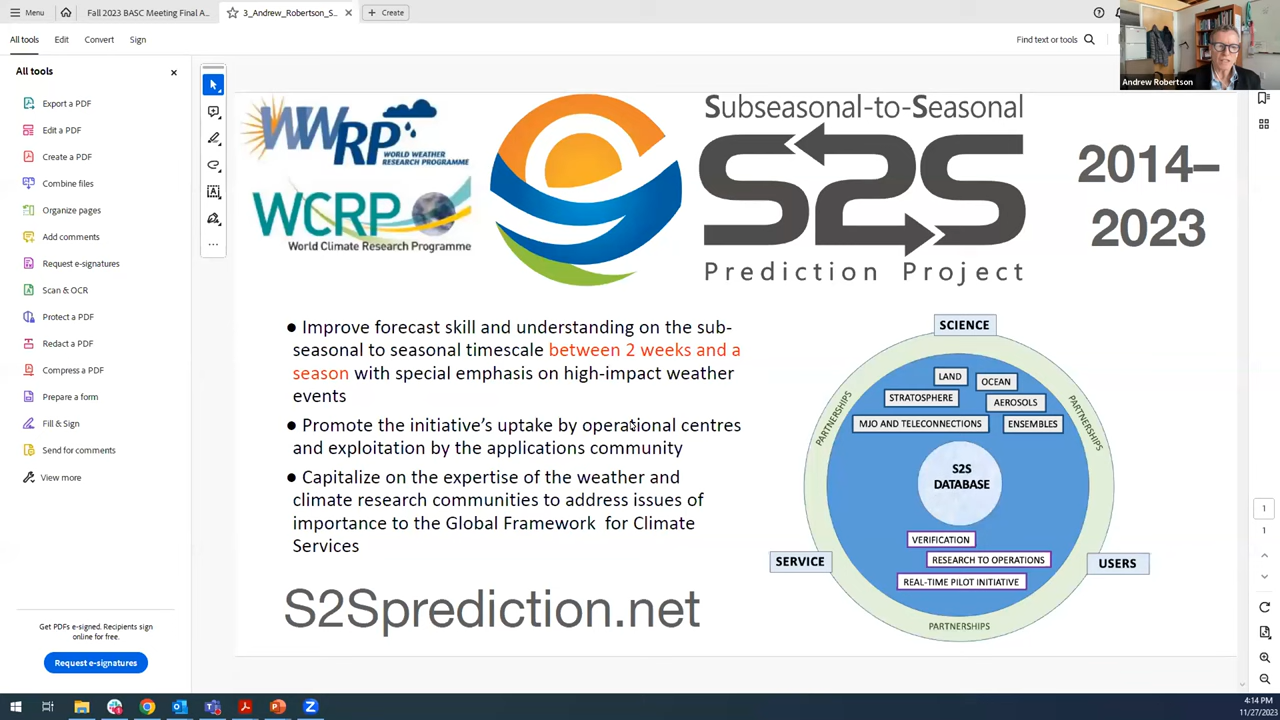 Menu
Fall 2023 BASC Meeting Final A...
3_Andrew_Robertson_S...
Create
All tools
Edit
Convert
Sign
Find text or tools
Andrew Robertson
All tools
Export a PDF
Edit a PDF
Create a PDF
Combine files
Organize pages
Add comments
Request e-signatures
Scan & OCR
Protect a PDF
Redact a PDF
Compress a PDF
Prepare a form
Fill & Sign
Send for comments
View more
Get PDFs e-signed. Recipients sign
online for free.
Request e-signatures
WWRP
WORLD WEATHER
RESEARCH PROGRAMME
WCRP
World Climate Research Programme
Subseasonal-to-Seasonal
S2S
Prediction Project
2014–
2023
● Improve forecast skill and understanding on the sub-
seasonal to seasonal timescale between 2 weeks and a
season with special emphasis on high-impact weather
events
● Promote the initiative’s uptake by operational centres
and exploitation by the applications community
● Capitalize on the expertise of the weather and
climate research communities to address issues of
importance to the Global Framework for Climate
Services
S2Sprediction.net
SCIENCE
PARTNERSHIPS
PARTNERSHIPS
LAND
OCEAN
STRATOSPHERE
AEROSOLS
MJO AND TELECONNECTIONS
ENSEMBLES
S2S
DATABASE
VERIFICATION
RESEARCH TO OPERATIONS
REAL-TIME PILOT INITIATIVE
SERVICE
USERS
PARTNERSHIPS
1
1
4:14 PM
11/27/2023